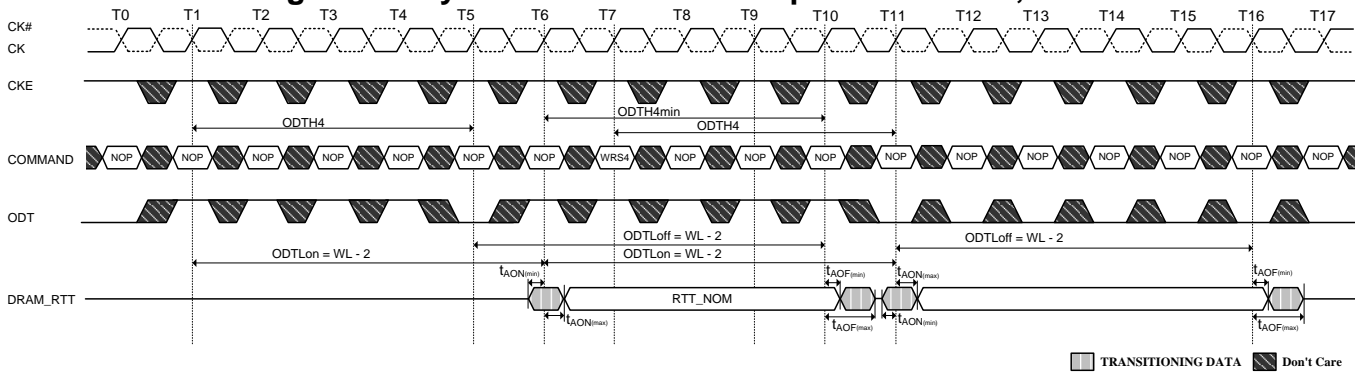 T0 T1 T2 T3 T4 T5 T6 T7 T8 T9 T10 T11 T12 T13 T14 T15 T16 T17
CK#
CK
CKE
ODTH4min
ODTH4
ODTH4
COMMAND NOP NOP NOP NOP NOP NOP NOP WRS4 NOP NOP NOP NOP NOP NOP NOP NOP NOP NOP
ODT
ODTLoff = WL - 2
ODTLoff = WL - 2
ODTLon = WL - 2
ODTLon = WL - 2
tAON(min) tAOF(min) tAON(max) tAOF(min)
DRAM_RTT RTT_NOM
tAON(max) tAOF(max) tAON(min) tAOF(max)
TRANSITIONING DATA Don't Care